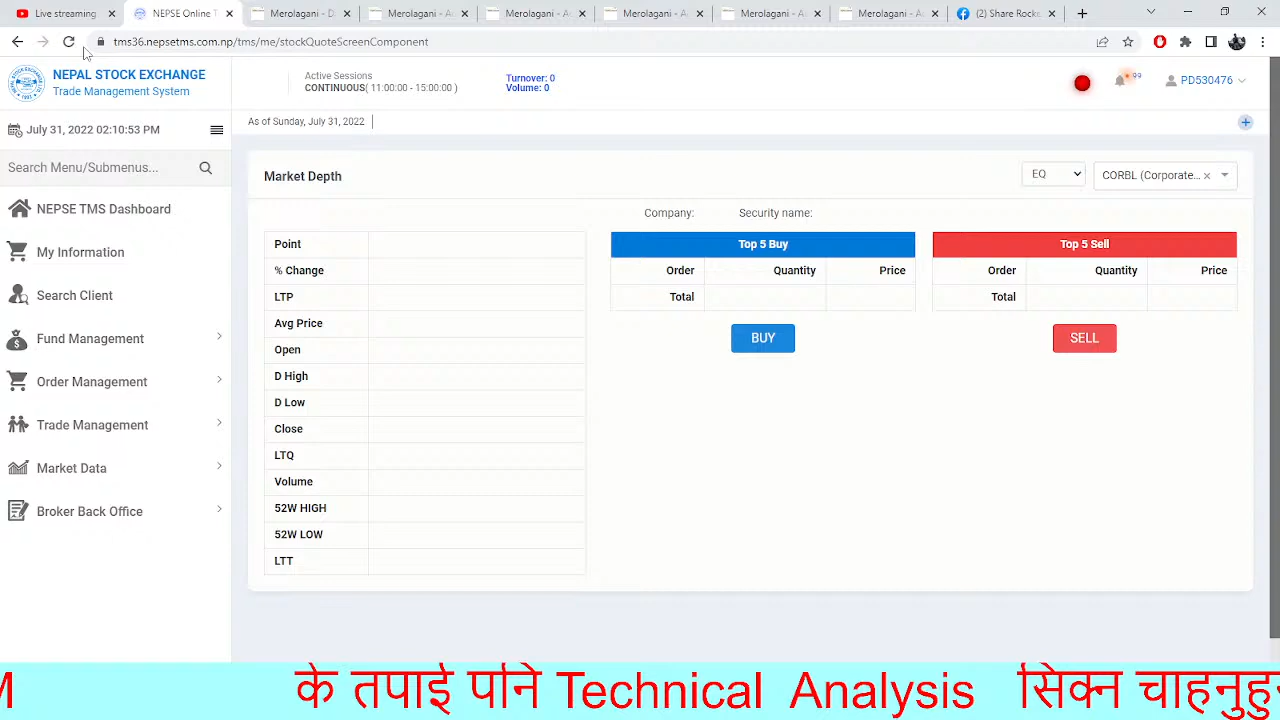 Live streaming
NEPSE Online T
Merolagani - D
Merolagani - A
Merolagani - A
Merolagani - A
Merolagani - A
Merolagani - A
(2) Share Rocke
tms36.nepsetms.com.np/tms/me/stockQuoteScreenComponent
NEPAL STOCK EXCHANGE
Trade Management System
Active Sessions
CONTINUOUS( 11:00:00 - 15:00:00 )
Turnover: 0
Volume: 0
99
PD530476
July 31, 2022 02:10:53 PM
As of Sunday, July 31, 2022
Search Menu/Submenus...
NEPSE TMS Dashboard
My Information
Search Client
Fund Management
Order Management
Trade Management
Market Data
Broker Back Office
Market Depth
EQ
CORBL (Corporate...
Company:
Security name:
Point
% Change
LTP
Avg Price
Open
D High
D Low
Close
LTQ
Volume
52W HIGH
52W LOW
LTT
Top 5 Buy
Order Quantity Price
Total
BUY
Top 5 Sell
Order Quantity Price
Total
SELL
के तपाई पनि Technical Analysis सिक्न चाहनुहु